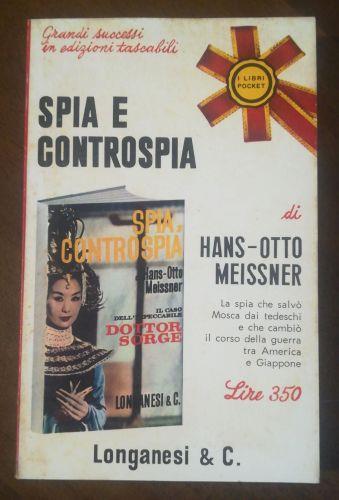 Grandi successi
in edizioni tascabili
I LIBRI
POCKET
SPIA E
CONTROSPIA
di
HANS-OTTO
MEISSNER
La spia che salvò
Mosca dai tedeschi
e che cambiò
il corso della guerra
tra America
e Giappone
Lire 350
SPIA,
CONTROSPIA
Hans-Otto
Meissner
IL CASO
DELL'IMPECCABILE
DOTTOR
SORGE
LONGANESI & C.
Longanesi & C.